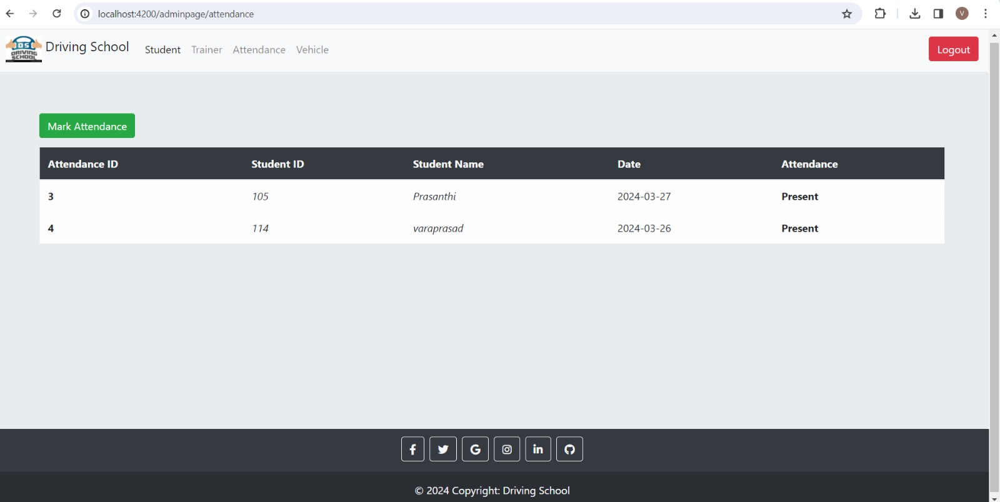 localhost:4200/adminpage/attendance
V
DS
DRIVING
SCHOOL
Driving School Student Trainer Attendance Vehicle Logout
Mark Attendance
Attendance ID Student ID Student Name Date Attendance
3 105 Prasanthi 2024-03-27 Present
4 114 varaprasad 2024-03-26 Present
© 2024 Copyright: Driving School